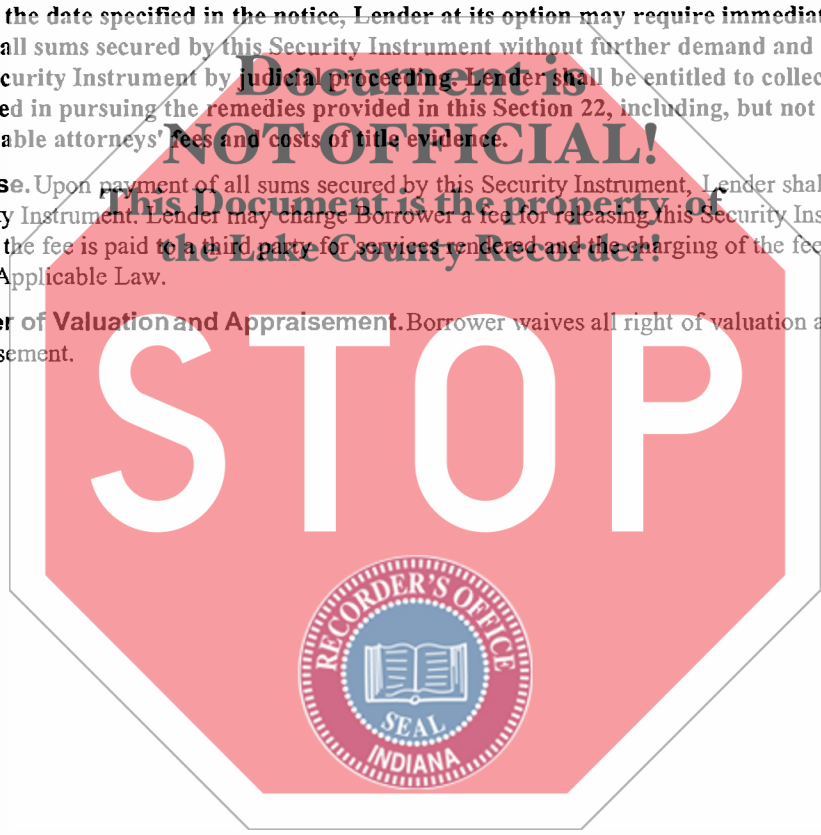 the date specified in the notice, Lender at its option may require immediat
all sums secured by this Security Instrument without further demand and
curity Instrument by judicial proceeding. Lender shall be entitled to collec
ed in pursuing the remedies provided in this Section 22, including, but not
able attorneys' fees and costs of title evidence.
se. Upon payment of all sums secured by this Security Instrument, Lender shal
y Instrument. Lender may charge Borrower a fee for releasing this Security Ins
the fee is paid to a third party for services rendered and the charging of the fee
Applicable Law.
er of Valuation and Appraisement. Borrower waives all right of valuation a
sement.
Document is
NOT OFFICIAL!
This Document is the property of
the Lake County Recorder!
STOP
RECORDER'S OFFICE
SEAL
INDIANA